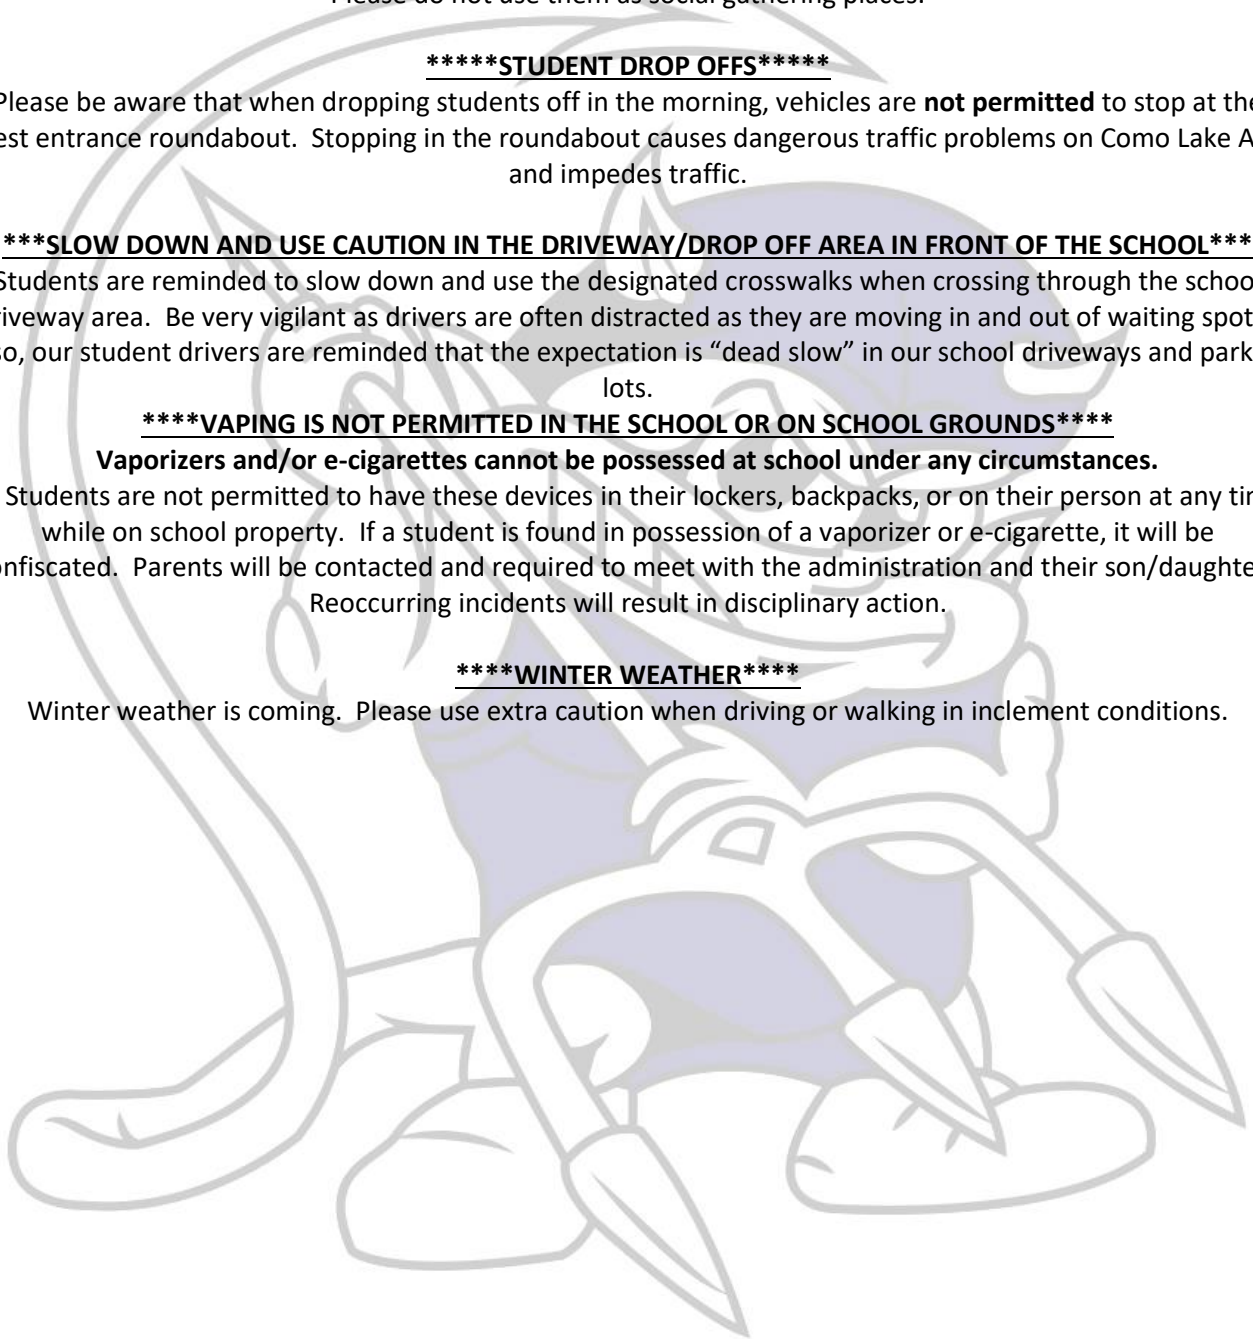 Please do not use them as social gathering places.
*****STUDENT DROP OFFS*****
Please be aware that when dropping students off in the morning, vehicles are not permitted to stop at the
est entrance roundabout.  Stopping in the roundabout causes dangerous traffic problems on Como Lake A
and impedes traffic.
***SLOW DOWN AND USE CAUTION IN THE DRIVEWAY/DROP OFF AREA IN FRONT OF THE SCHOOL***
Students are reminded to slow down and use the designated crosswalks when crossing through the schoo
riveway area.  Be very vigilant as drivers are often distracted as they are moving in and out of waiting spot
so, our student drivers are reminded that the expectation is “dead slow” in our school driveways and park
lots.
****VAPING IS NOT PERMITTED IN THE SCHOOL OR ON SCHOOL GROUNDS****
Vaporizers and/or e-cigarettes cannot be possessed at school under any circumstances.
Students are not permitted to have these devices in their lockers, backpacks, or on their person at any tir
while on school property.  If a student is found in possession of a vaporizer or e-cigarette, it will be
onfiscated.  Parents will be contacted and required to meet with the administration and their son/daughte
Reoccurring incidents will result in disciplinary action.
****WINTER WEATHER****
Winter weather is coming.  Please use extra caution when driving or walking in inclement conditions.